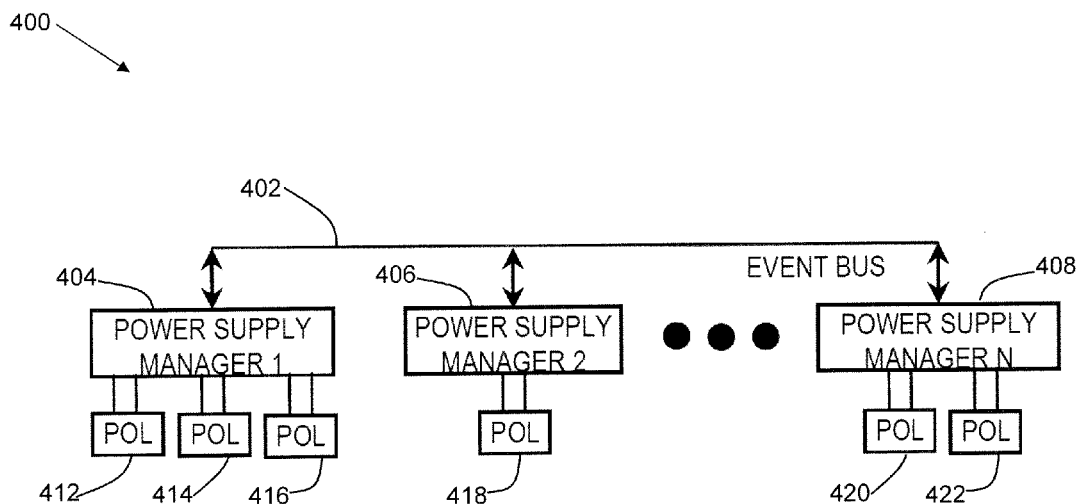 400
402
404
406
EVENT BUS
408
POWER SUPPLY
MANAGER 1
POWER SUPPLY
MANAGER 2
POWER SUPPLY
MANAGER N
POL
POL
POL
POL
POL
POL
412
414
416
418
420
422